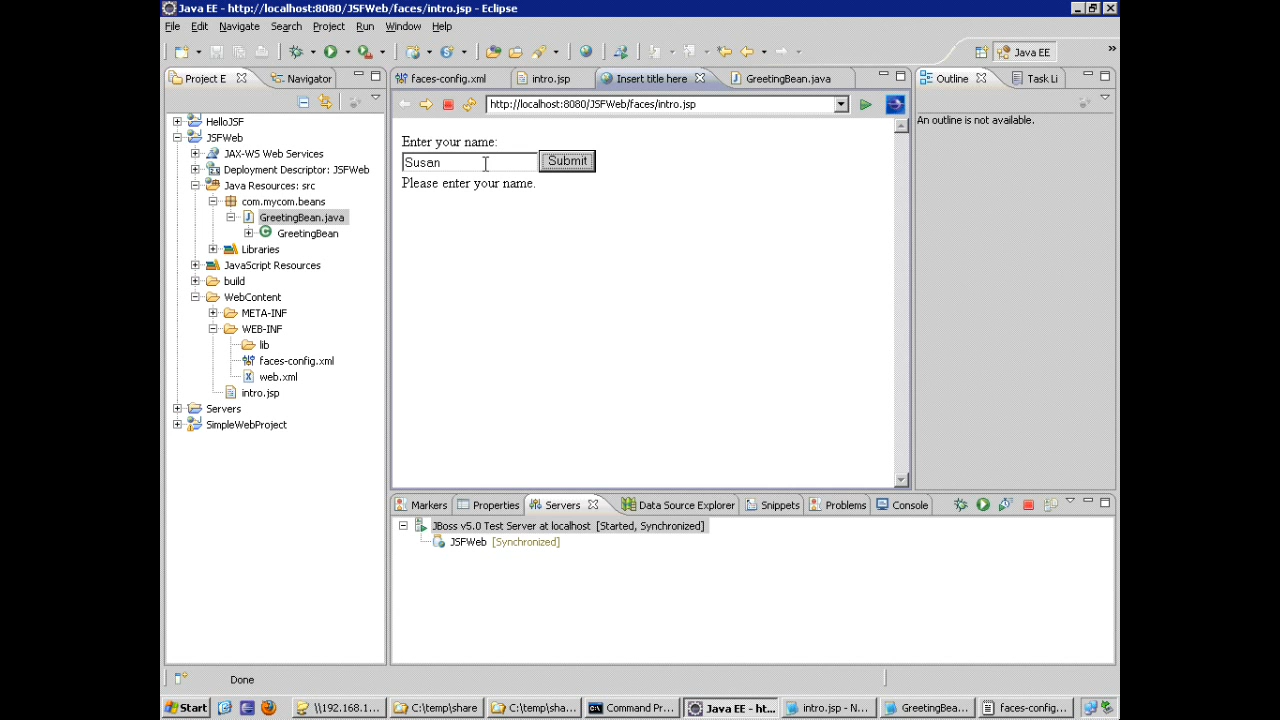 Java EE - http://localhost:8080/JSFWeb/faces/intro.jsp - Eclipse
File Edit Navigate Search Project Run Window Help
Java EE
Project E Navigator
faces-config.xml intro.jsp Insert title here GreetingBean.java
Outline Task Li
http://localhost:8080/JSFWeb/faces/intro.jsp
An outline is not available.
HelloJSF
JSFWeb
JAX-WS Web Services
Deployment Descriptor: JSFWeb
Java Resources: src
com.mycom.beans
GreetingBean.java
GreetingBean
Libraries
JavaScript Resources
build
WebContent
META-INF
WEB-INF
lib
faces-config.xml
web.xml
intro.jsp
Servers
SimpleWebProject
Enter your name:
Susan Submit
Please enter your name.
Markers Properties Servers Data Source Explorer Snippets Problems Console
JBoss v5.0 Test Server at localhost [Started, Synchronized]
JSFWeb [Synchronized]
Done
Start \\192.168.1... C:\temp\share C:\temp\sha... Command Pr... Java EE - ht... intro.jsp - N... GreetingBea... faces-config...